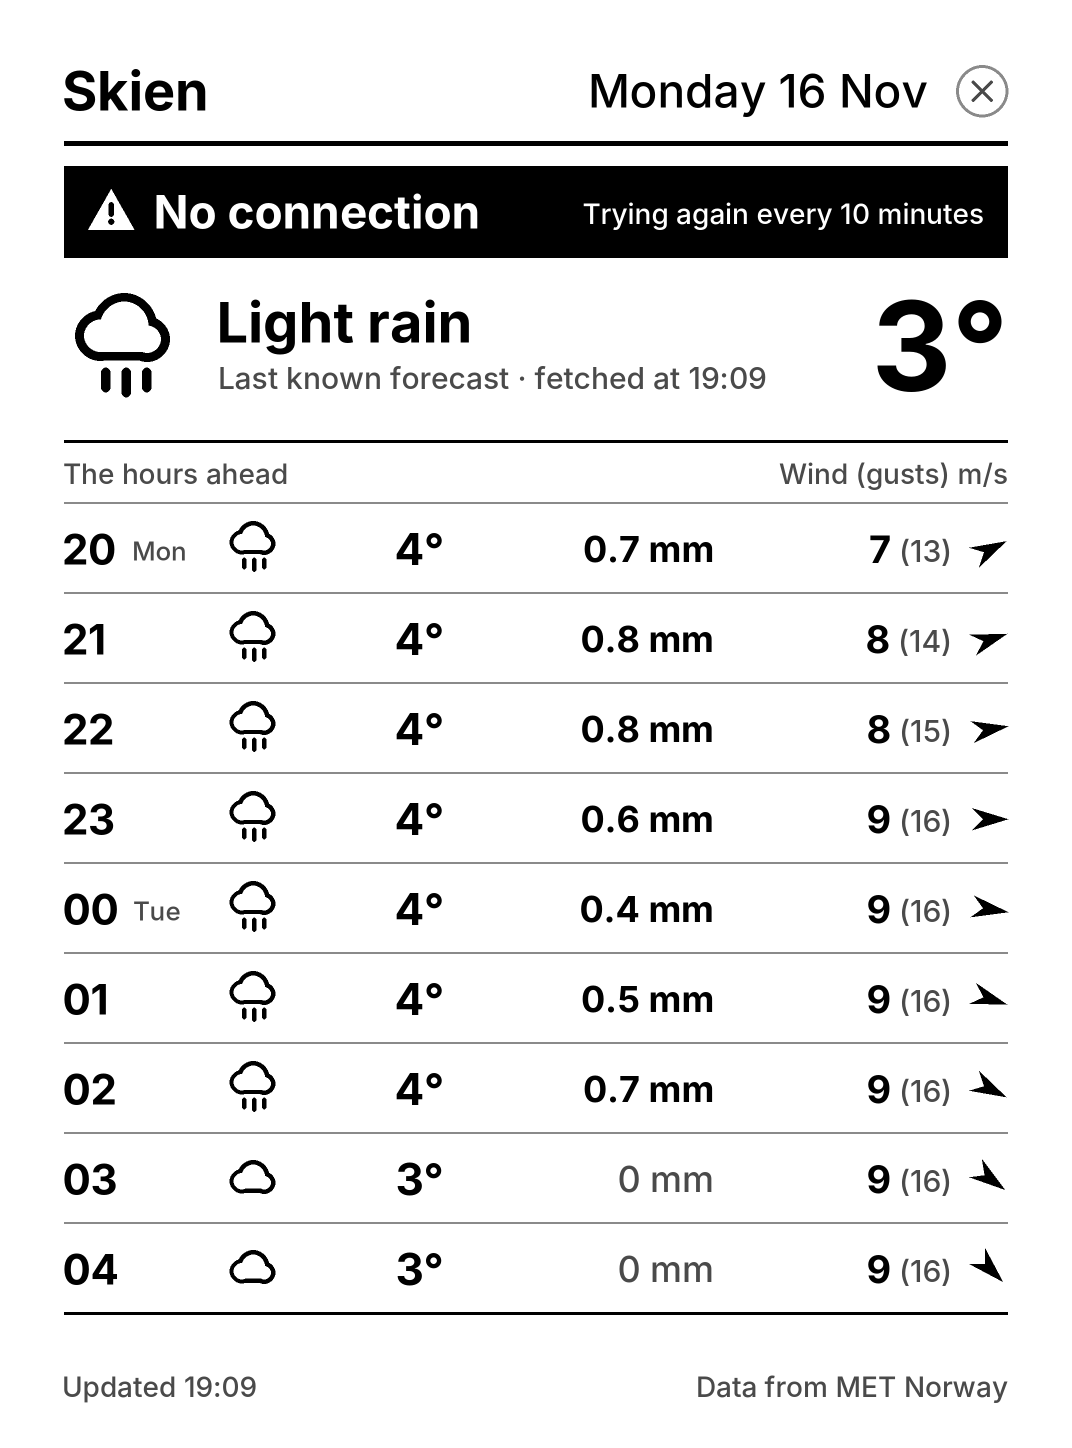 Skien Monday 16 Nov
No connection Trying again every 10 minutes
Light rain 3°
Last known forecast · fetched at 19:09
The hours ahead Wind (gusts) m/s
20 Mon 4° 0.7 mm 7 (13)
21 4° 0.8 mm 8 (14)
22 4° 0.8 mm 8 (15)
23 4° 0.6 mm 9 (16)
00 Tue 4° 0.4 mm 9 (16)
01 4° 0.5 mm 9 (16)
02 4° 0.7 mm 9 (16)
03 3° 0 mm 9 (16)
04 3° 0 mm 9 (16)
Updated 19:09 Data from MET Norway